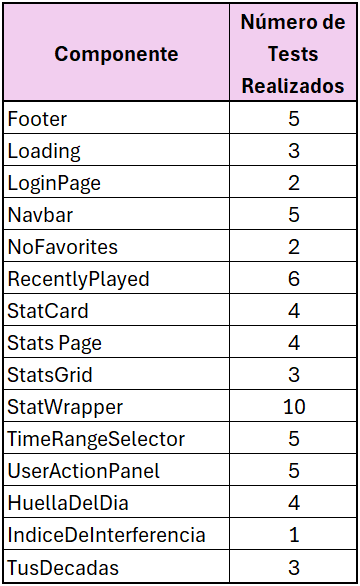 Componente Número de Tests Realizados
Footer 5
Loading 3
LoginPage 2
Navbar 5
NoFavorites 2
RecentlyPlayed 6
StatCard 4
Stats Page 4
StatsGrid 3
StatWrapper 10
TimeRangeSelector 5
UserActionPanel 5
HuellaDelDia 4
IndiceDeInterferencia 1
TusDecadas 3